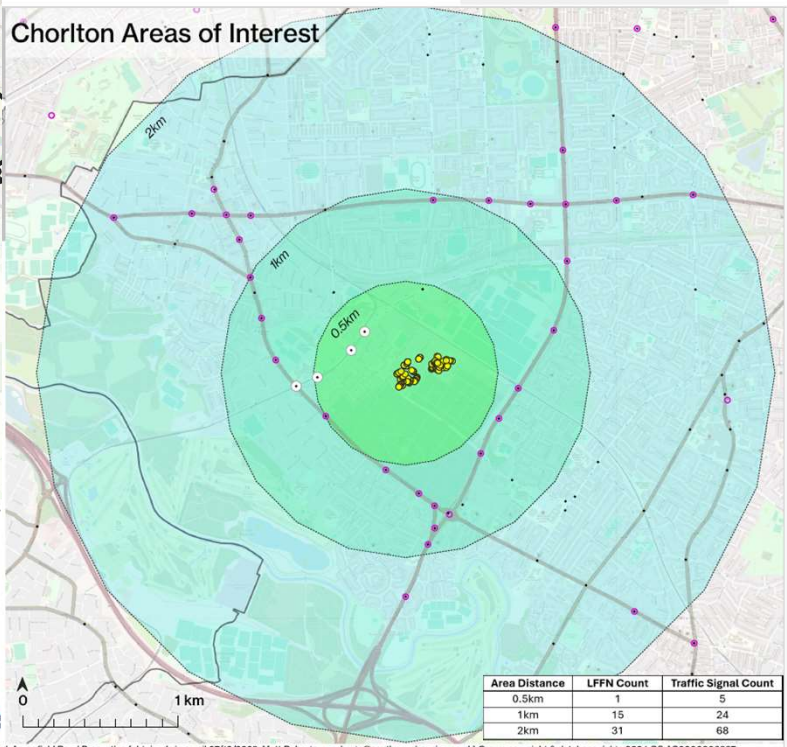 Chorlton Areas of Interest
2km
1km
0.5km
0
1 km
Area Distance LFFN Count Traffic Signal Count
0.5km 1 5
1km 15 24
2km 31 68